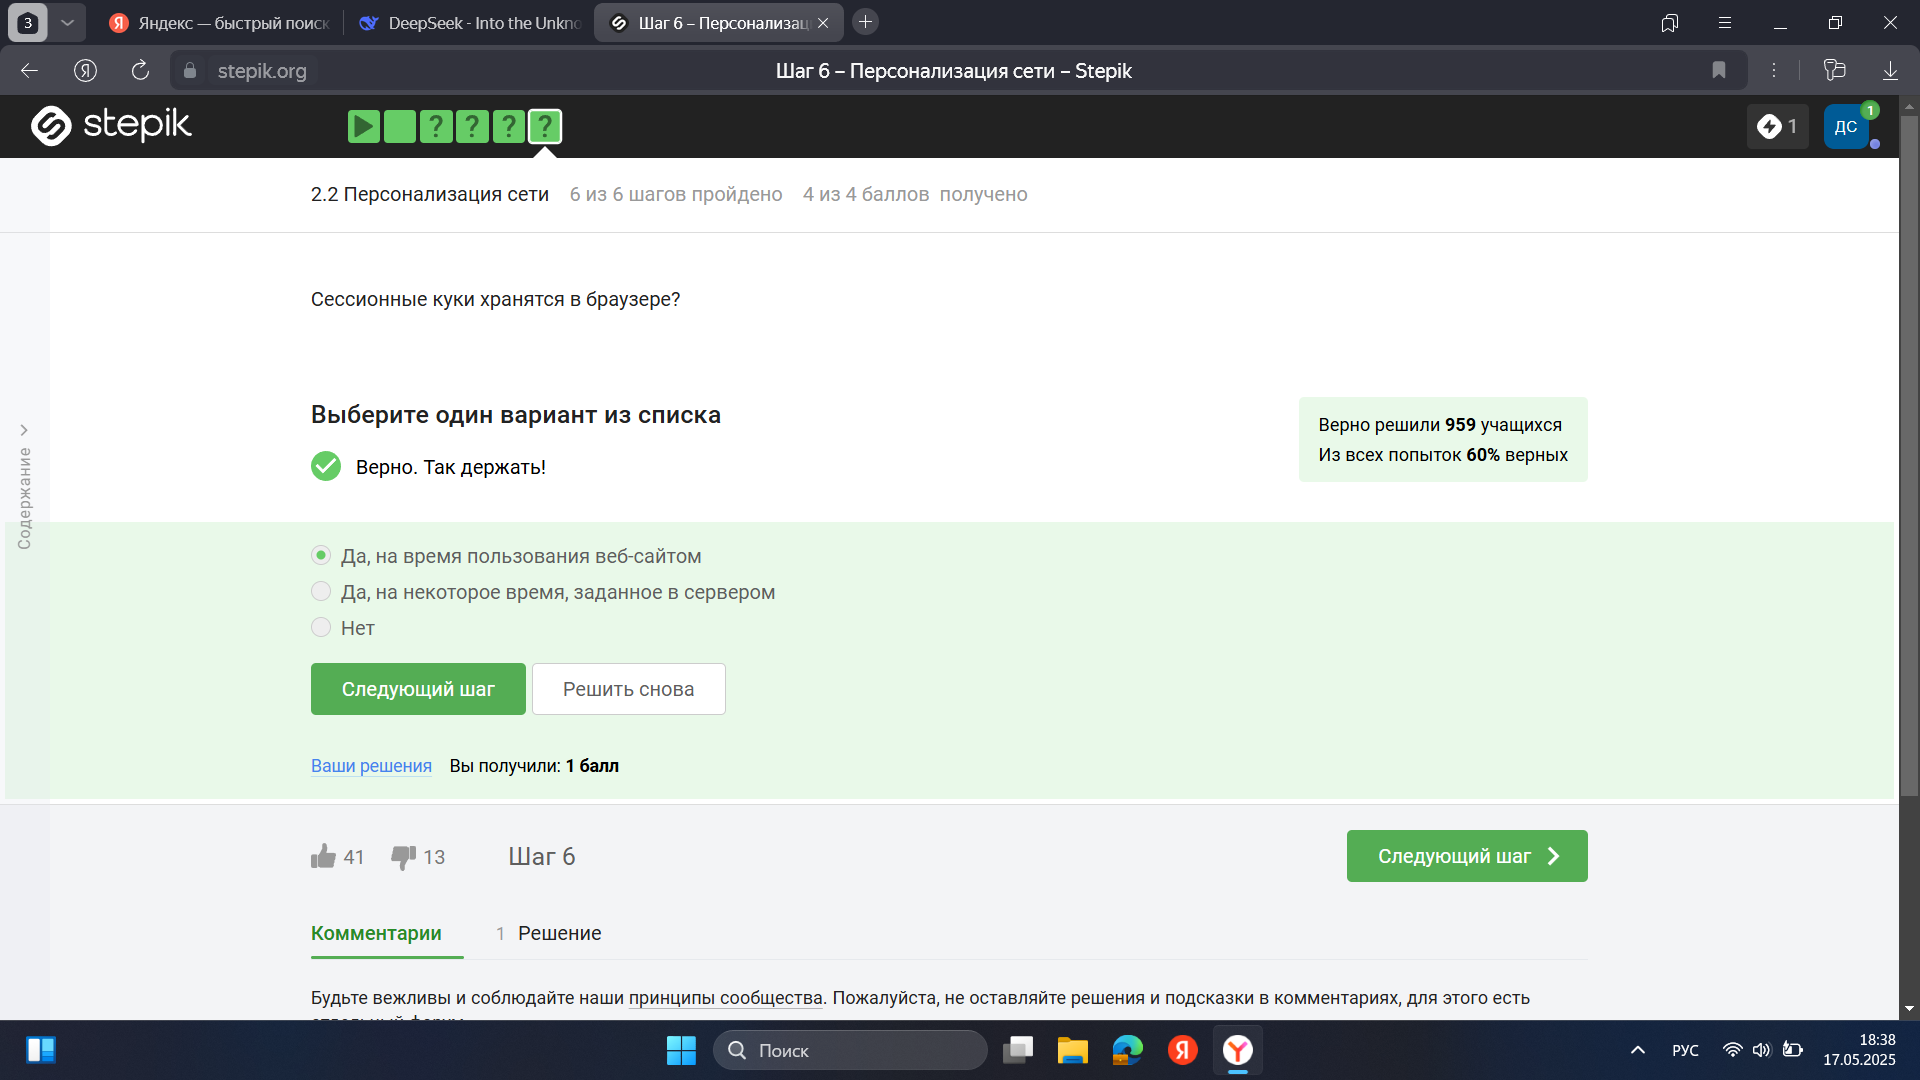 3
Яндекс — быстрый поиск
DeepSeek - Into the Unkno
Шаг 6 – Персонализац
stepik.org
Шаг 6 – Персонализация сети – Stepik
stepik
? ? ? ?
1
ДС
1
2.2 Персонализация сети 6 из 6 шагов пройдено 4 из 4 баллов получено
Сессионные куки хранятся в браузере?
Содержание
Выберите один вариант из списка
Верно. Так держать!
Верно решили 959 учащихся
Из всех попыток 60% верных
Да, на время пользования веб-сайтом
Да, на некоторое время, заданное в сервером
Нет
Следующий шаг
Решить снова
Ваши решения Вы получили: 1 балл
41
13
Шаг 6
Следующий шаг
Комментарии
1 Решение
Будьте вежливы и соблюдайте наши принципы сообщества. Пожалуйста, не оставляйте решения и подсказки в комментариях, для этого есть
Поиск
РУС
18:38
17.05.2025